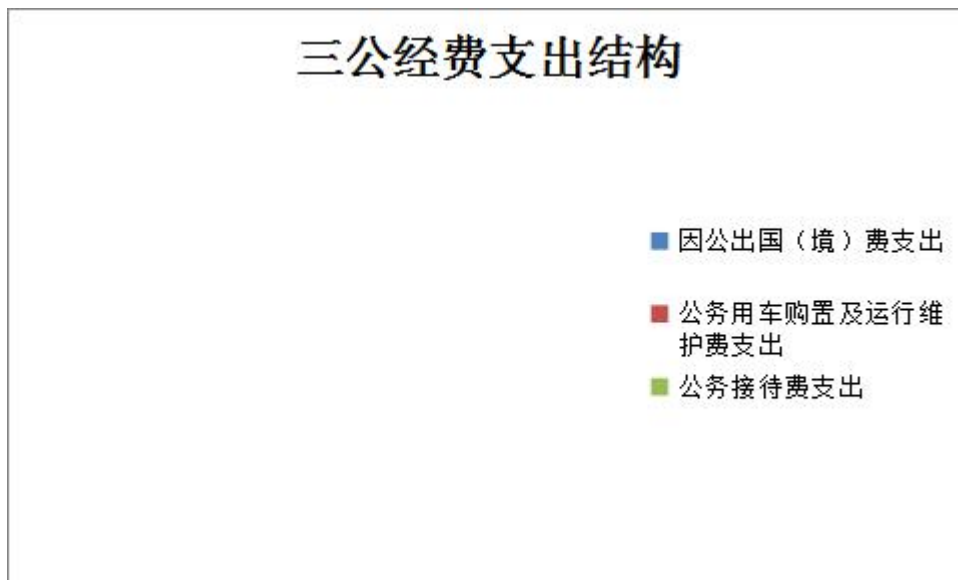 三公经费支出结构
因公出国（境）费支出
公务用车购置及运行维
护费支出
公务接待费支出